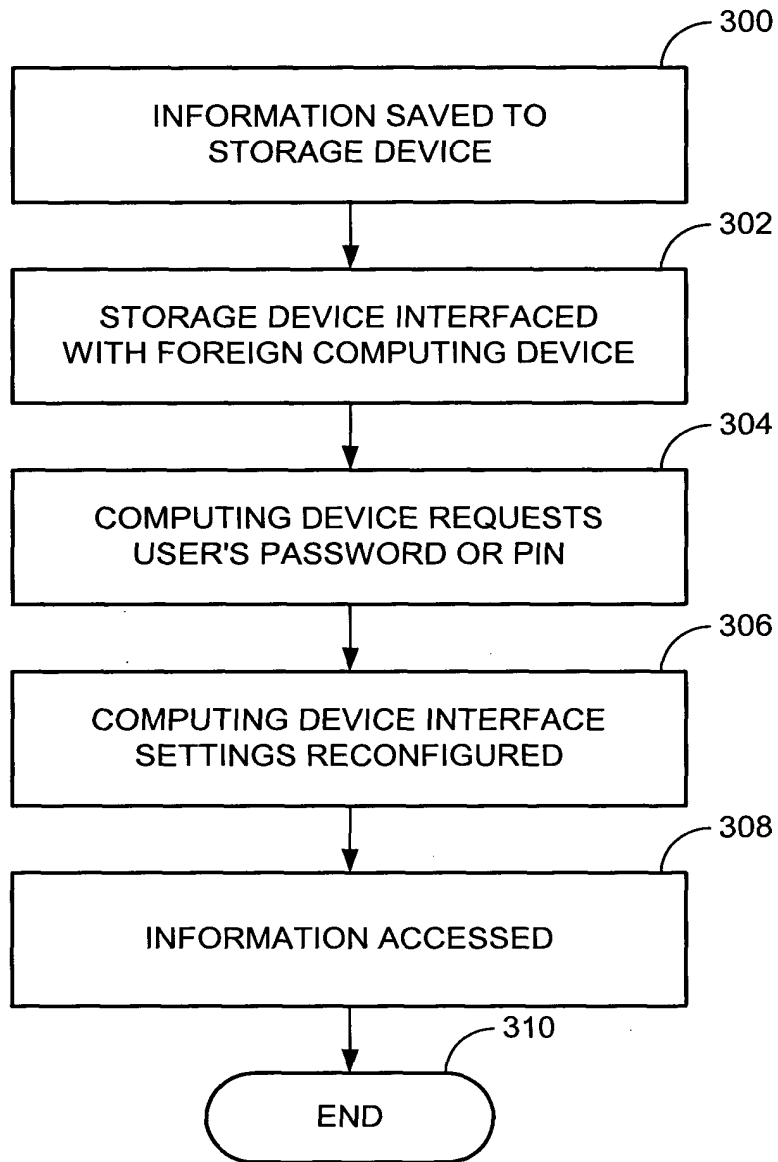 300
INFORMATION SAVED TO
STORAGE DEVICE
302
STORAGE DEVICE INTERFACED
WITH FOREIGN COMPUTING DEVICE
304
COMPUTING DEVICE REQUESTS
USER'S PASSWORD OR PIN
306
COMPUTING DEVICE INTERFACE
SETTINGS RECONFIGURED
308
INFORMATION ACCESSED
310
END